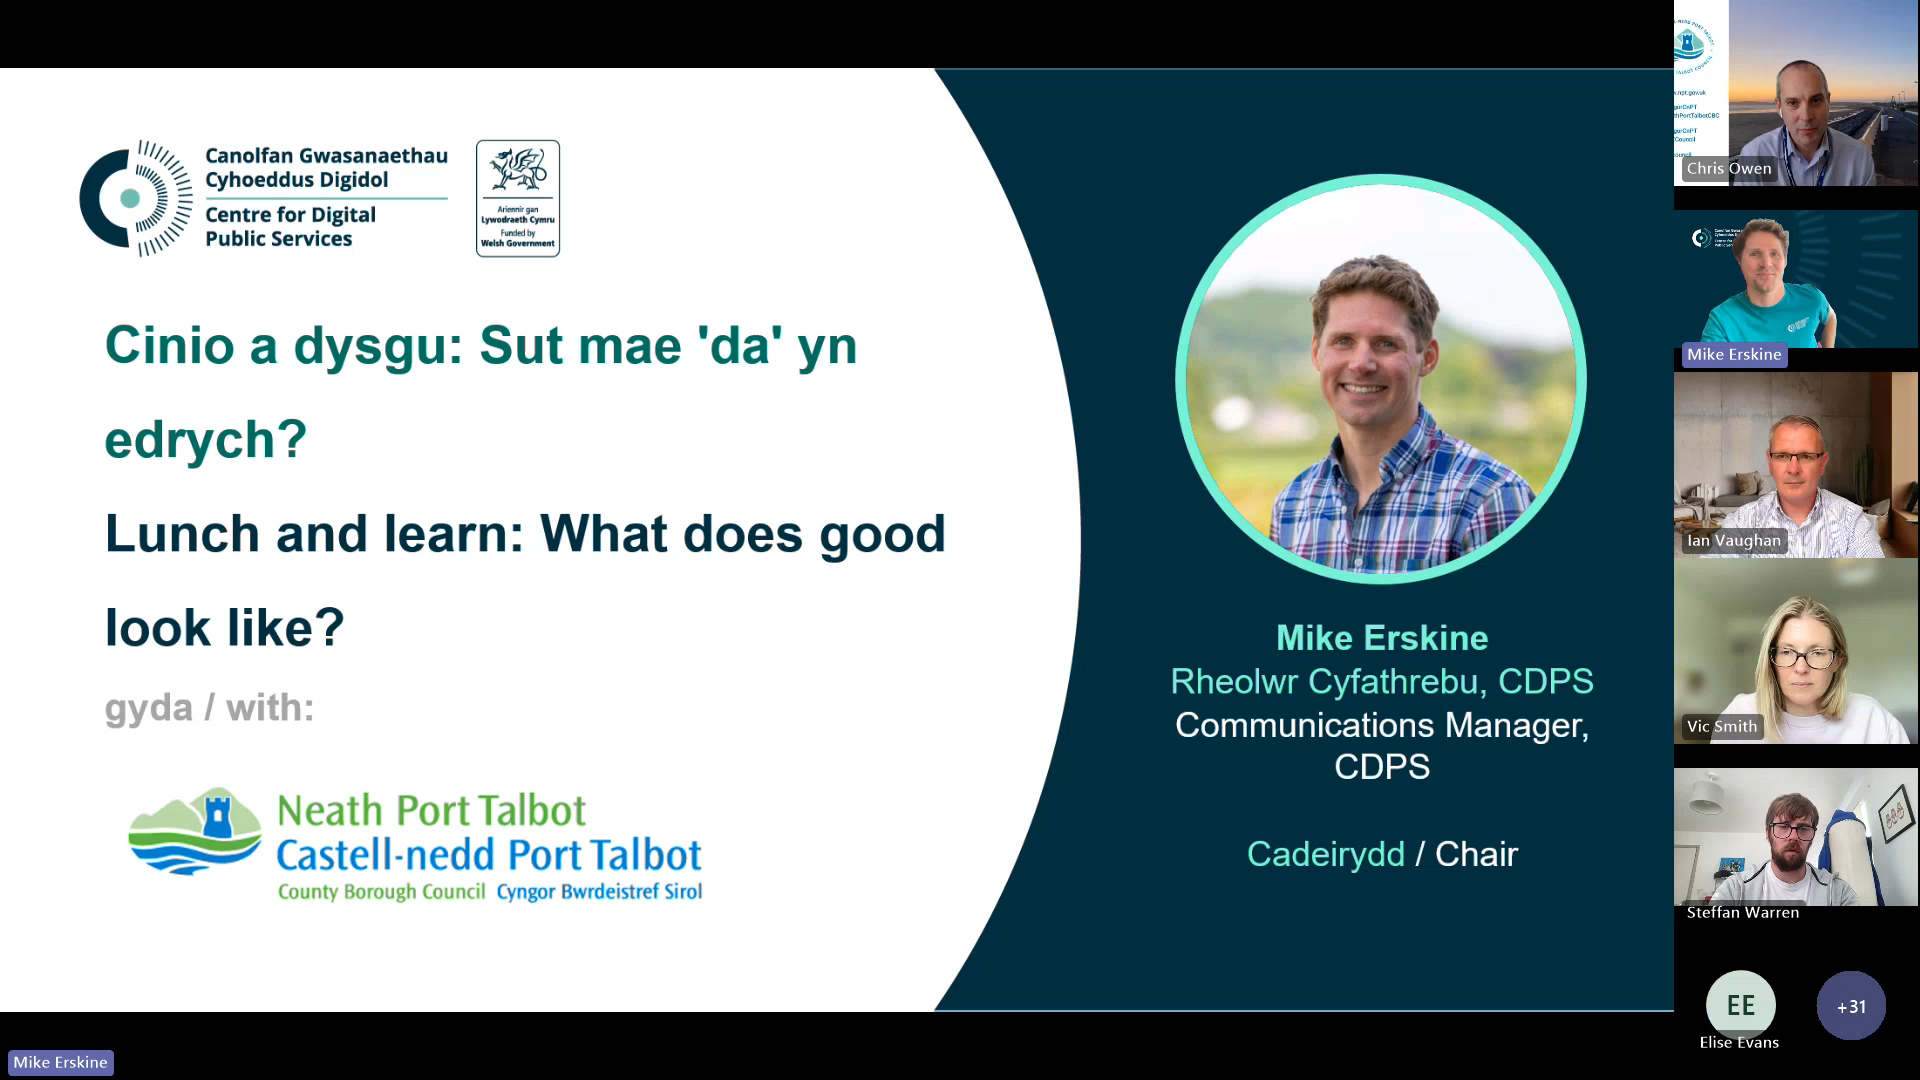 Canolfan Gwasanaethau
Cyhoeddus Digidol
Centre for Digital
Public Services
Ariennir gan
Lywodraeth Cymru
Funded by
Welsh Government
Cinio a dysgu: Sut mae 'da' yn
edrych?
Lunch and learn: What does good
look like?
gyda / with:
Neath Port Talbot
Castell-nedd Port Talbot
County Borough Council Cyngor Bwrdeistref Sirol
Mike Erskine
Rheolwr Cyfathrebu, CDPS
Communications Manager,
CDPS
Cadeirydd / Chair
Chris Owen
Mike Erskine
Ian Vaughan
Vic Smith
Steffan Warren
EE
Elise Evans
+31
Mike Erskine